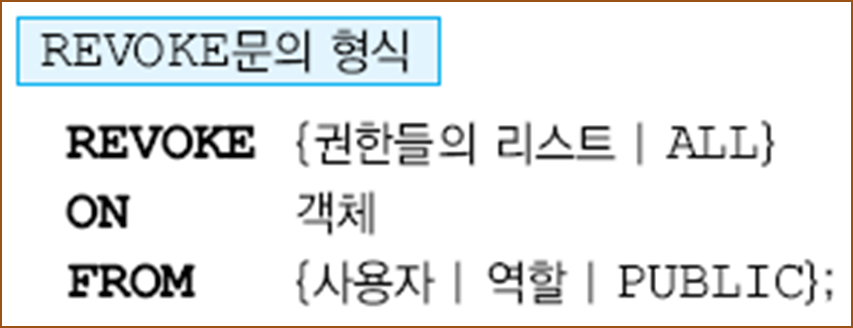 REVOKE문의 형식
REVOKE {권한들의 리스트 | ALL}
ON 객체
FROM {사용자 | 역할 | PUBLIC};